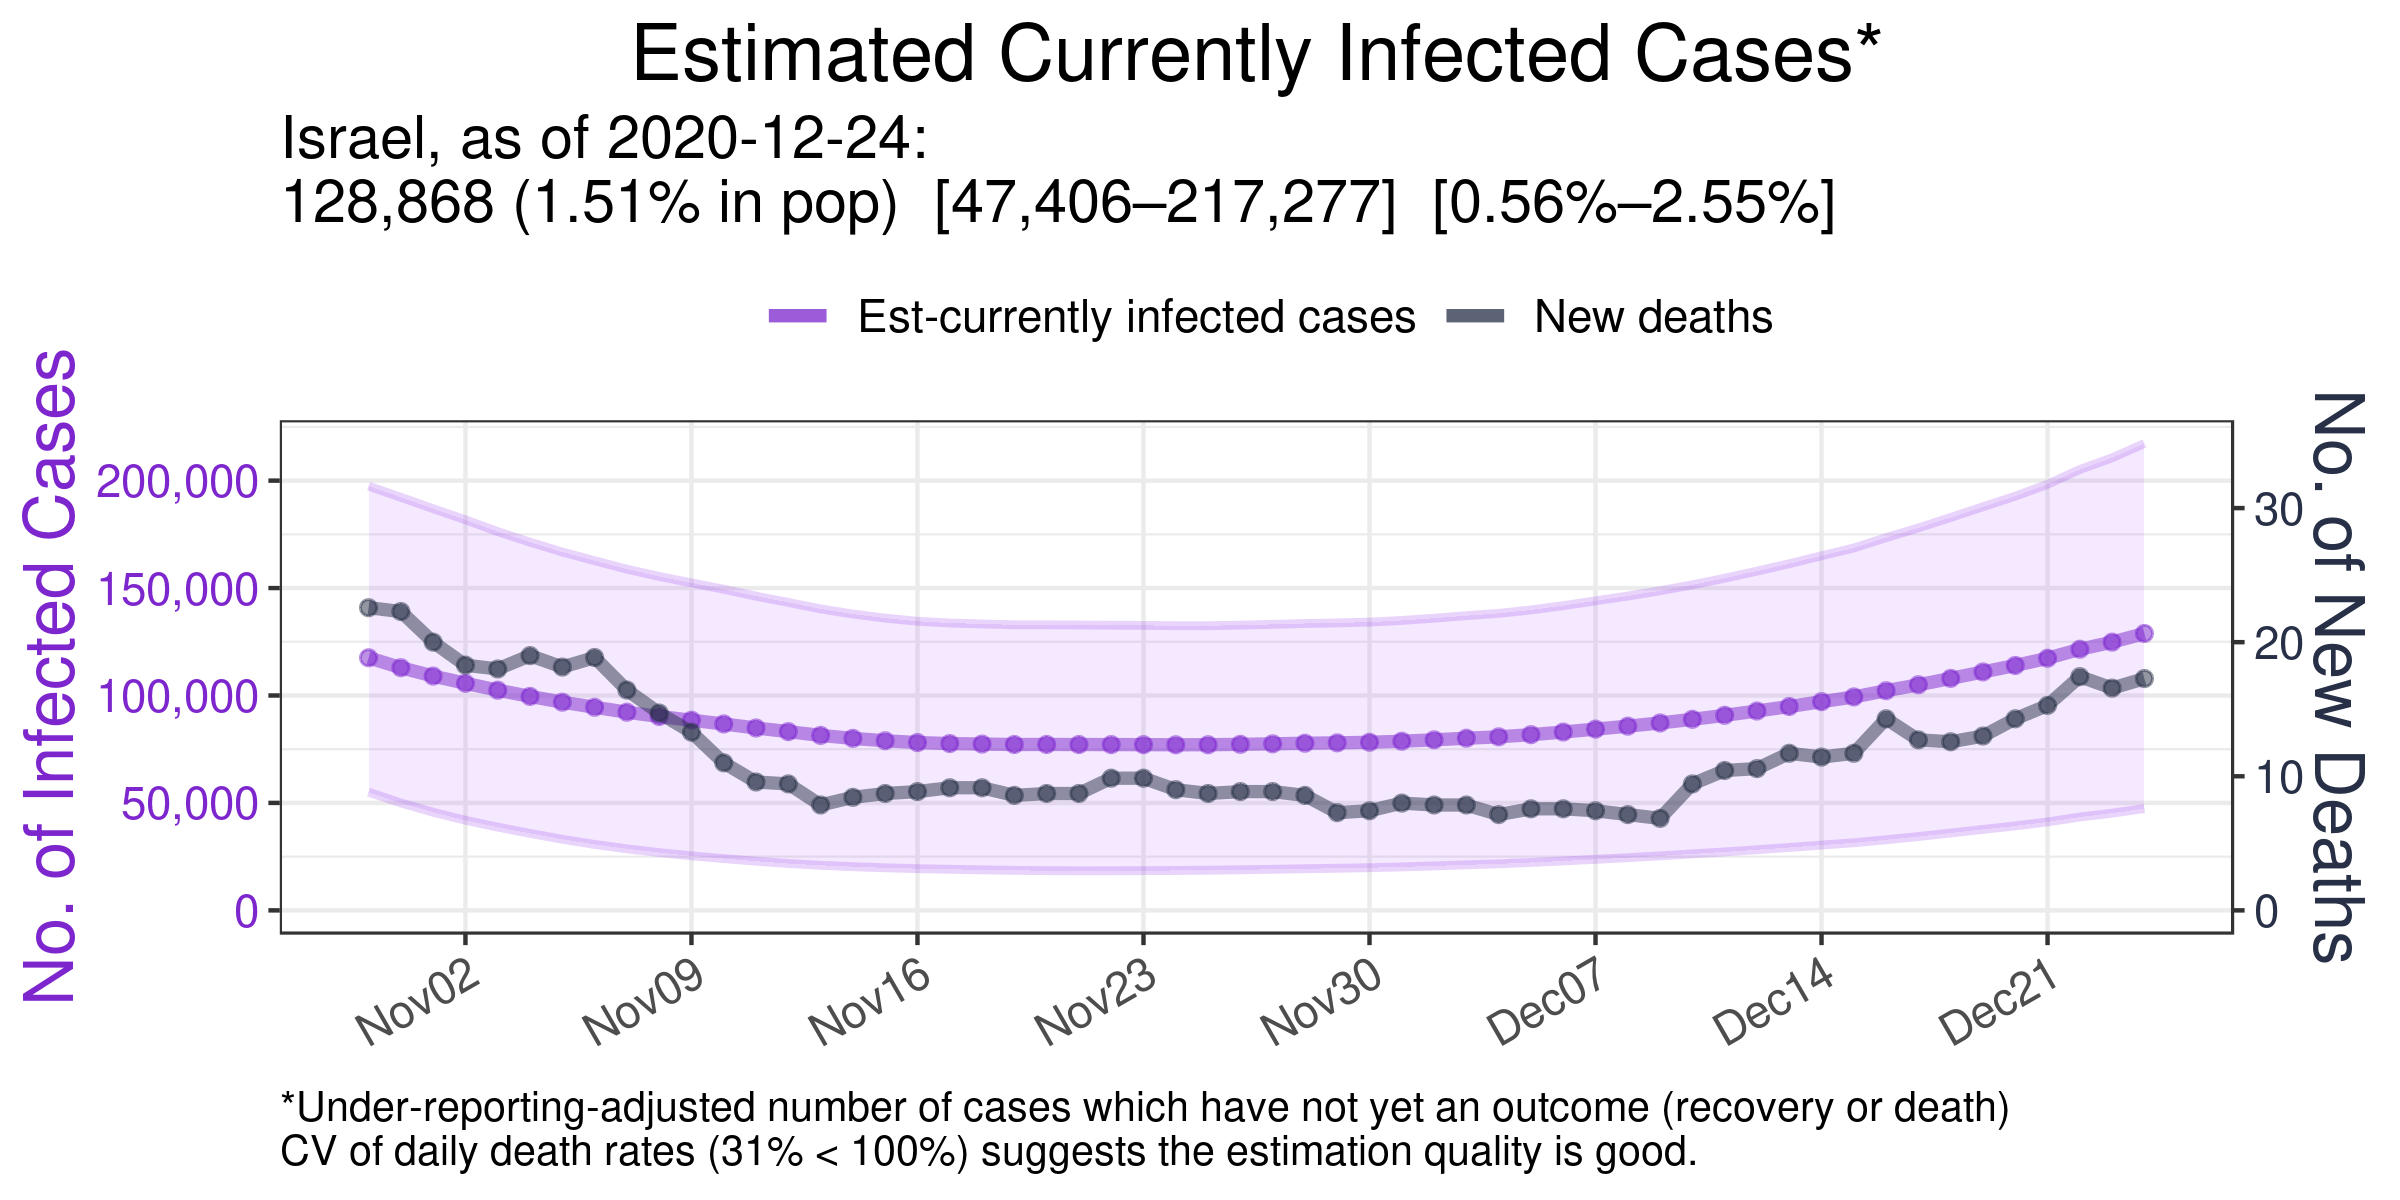 Estimated Currently Infected Cases*
Israel, as of 2020-12-24:
128,868 (1.51% in pop)  [47,406–217,277]  [0.56%–2.55%]
Est-currently infected cases
New deaths
No. of Infected Cases
200,000
150,000
100,000
50,000
0
30
20
10
0
No. of New Deaths
Nov02
Nov09
Nov16
Nov23
Nov30
Dec07
Dec14
Dec21
*Under-reporting-adjusted number of cases which have not yet an outcome (recovery or death)
CV of daily death rates (31% < 100%) suggests the estimation quality is good.